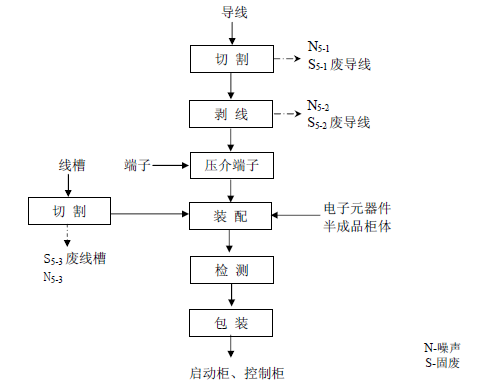 导线
切 割
N5-1
S5-1 废导线
剥 线
N5-2
S5-2 废导线
线槽
端子
压介端子
切 割
装 配
电子元器件
半成品柜体
S5-3 废线槽
N5-3
检 测
包 装
启动柜、控制柜
N-噪声
S-固废